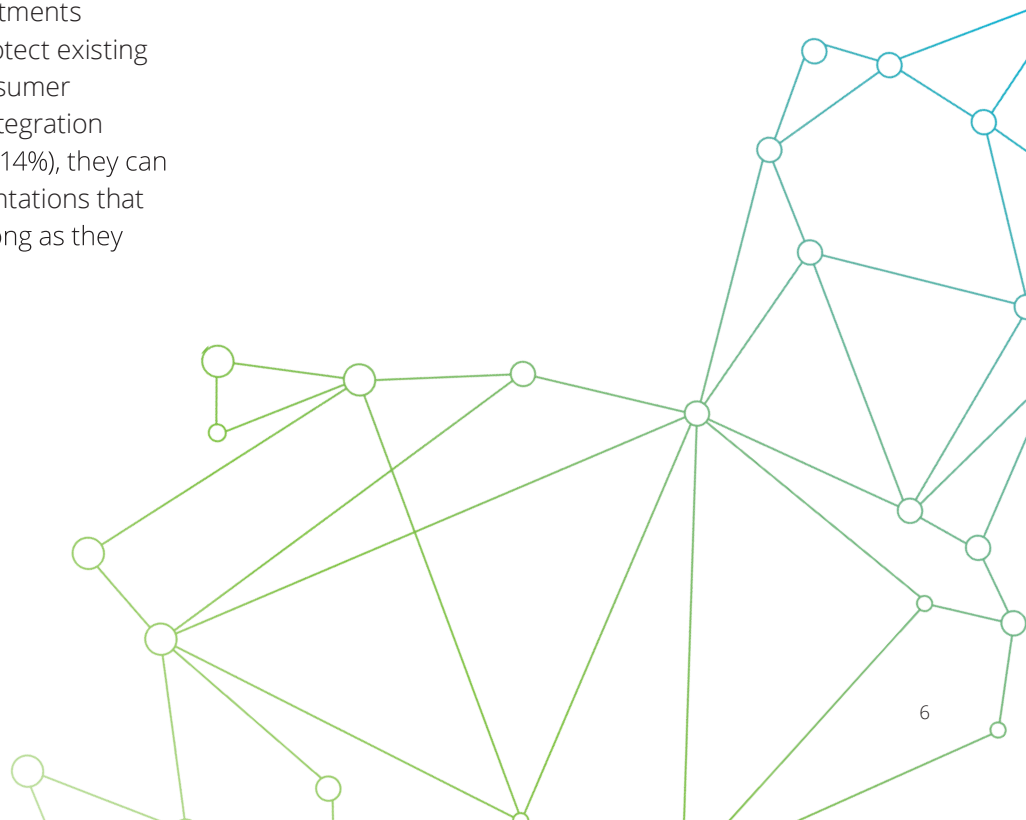 tments
otect existing
sumer
tegration
14%), they can
ntations that
ong as they
6